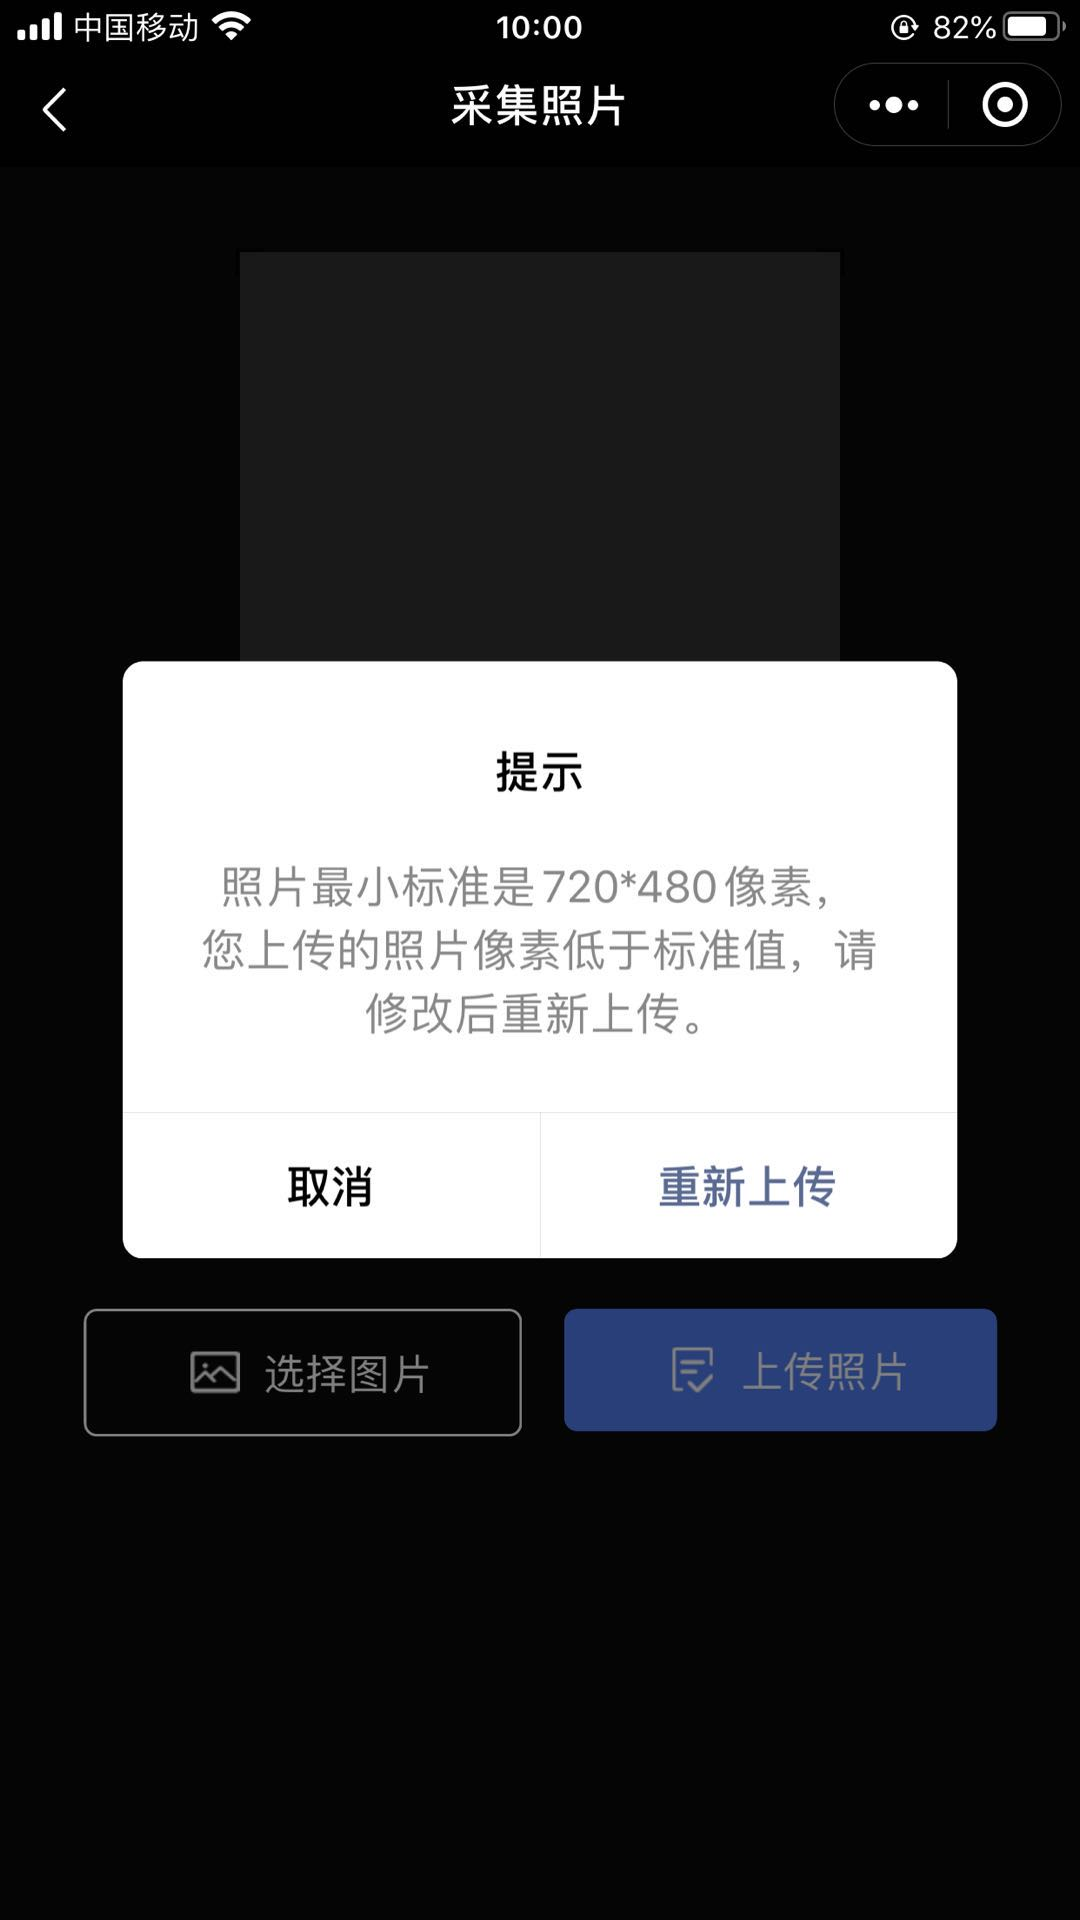 中国移动
10:00
82%
采集照片
提示
照片最小标准是720*480像素，
您上传的照片像素低于标准值，请
修改后重新上传。
取消
重新上传
选择图片
上传照片